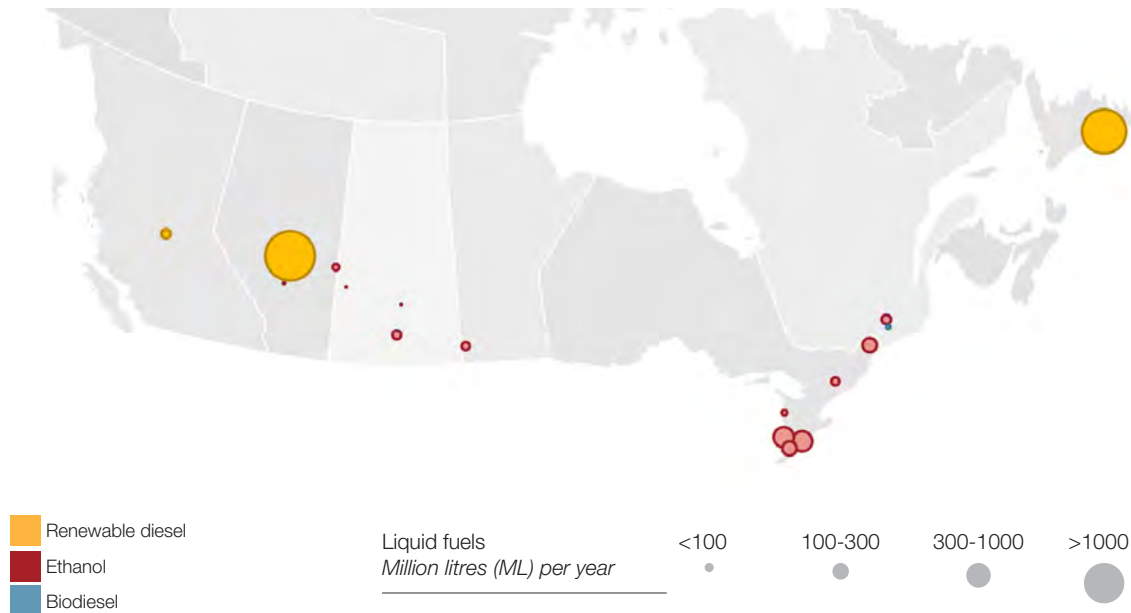 Renewable diesel
Ethanol
Biodiesel
Liquid fuels <100 100-300 300-1000 >1000
Million litres (ML) per year